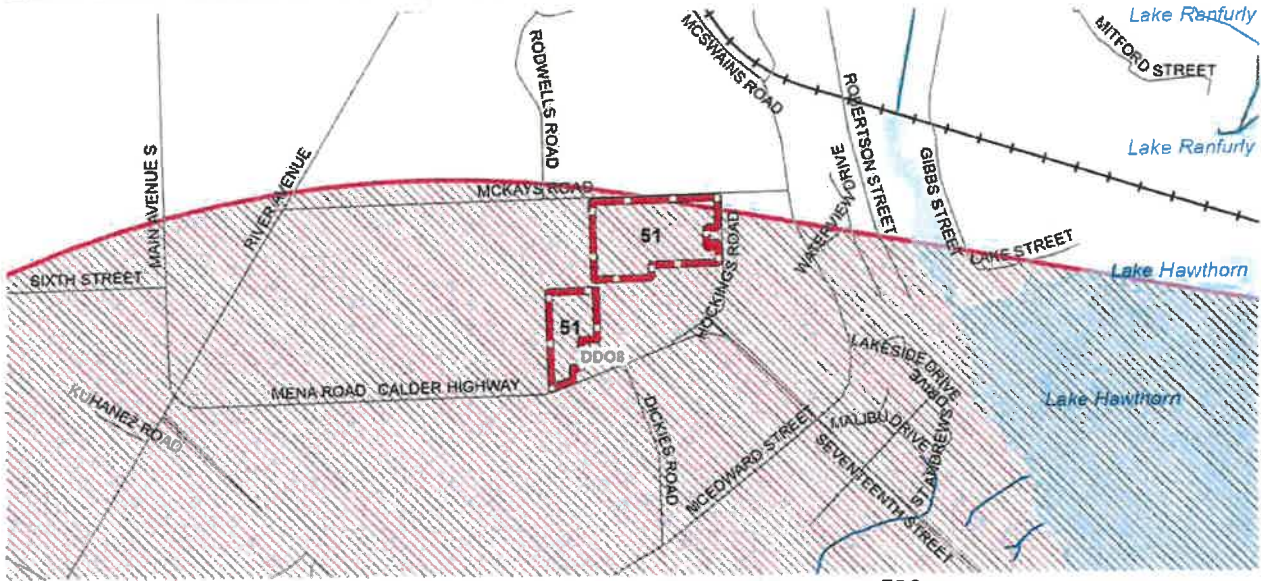 Lake Ranfurly
MITFORD STREET
RODWELLS ROAD
MCSWAINS ROAD
ROBERTSON STREET
Lake Ranfurly
MAIN AVENUE S
RIVER AVENUE
GIBBS STREET
MCKAYS ROAD
WATERVIEW DRIVE
51
HOCKINGS ROAD
LAKE STREET
SIXTH STREET
Lake Hawthorn
51
DDO8
LAKESIDE DRIVE
MENA ROAD CALDER HIGHWAY
Lake Hawthorn
KUHANEZ ROAD
DICKIES ROAD
MCEDWARD STREET
MALIBU DRIVE
ST ANDREWS DRIVE
SEVENTEENTH STREET